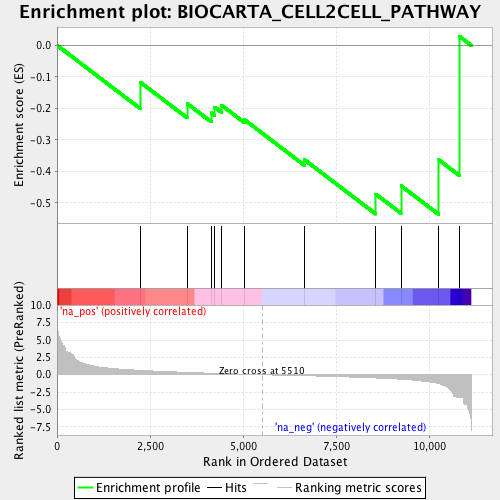 Enrichment plot: BIOCARTA_CELL2CELL_PATHWAY
Enrichment score (ES)
0.0
-0.1
-0.2
-0.3
-0.4
-0.5
Ranked list metric (PreRanked)
10.0
7.5
5.0
2.5
0.0
-2.5
-5.0
-7.5
'na_pos' (positively correlated)
Zero cross at 5510
'na_neg' (negatively correlated)
0
2,500
5,000
7,500
10,000
Rank in Ordered Dataset
Enrichment profile
Hits
Ranking metric scores